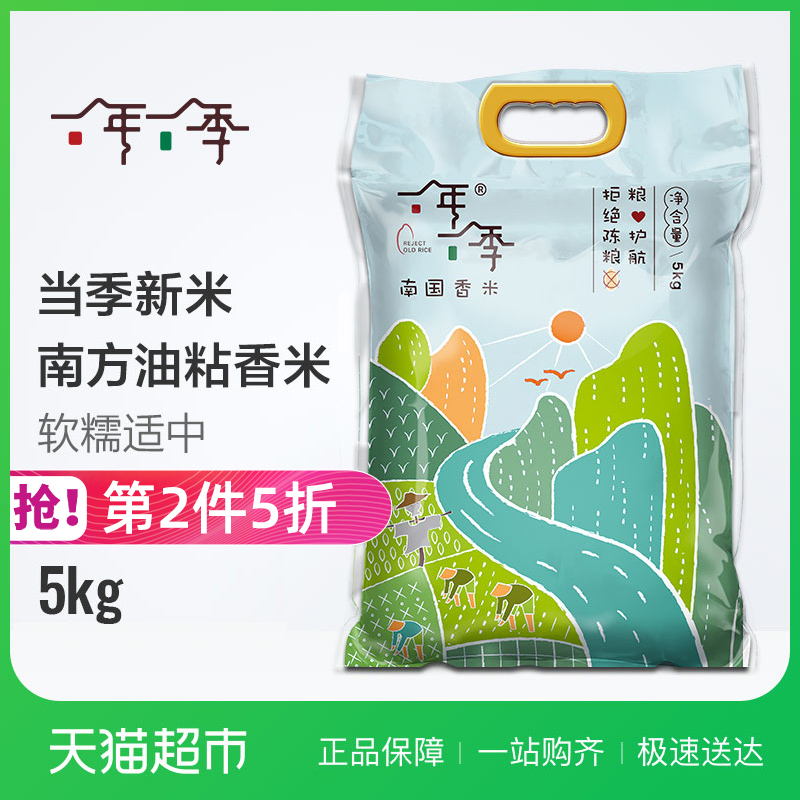 一年一季
当季新米
南方油粘香米
软糯适中
抢!
第2件5折
5kg
一年一季®
REJECT
OLD RICE
南国香米
粮❤护航
拒绝陈粮
净含量/5kg
天猫超市
正品保障 | 一站购齐 | 极速送达